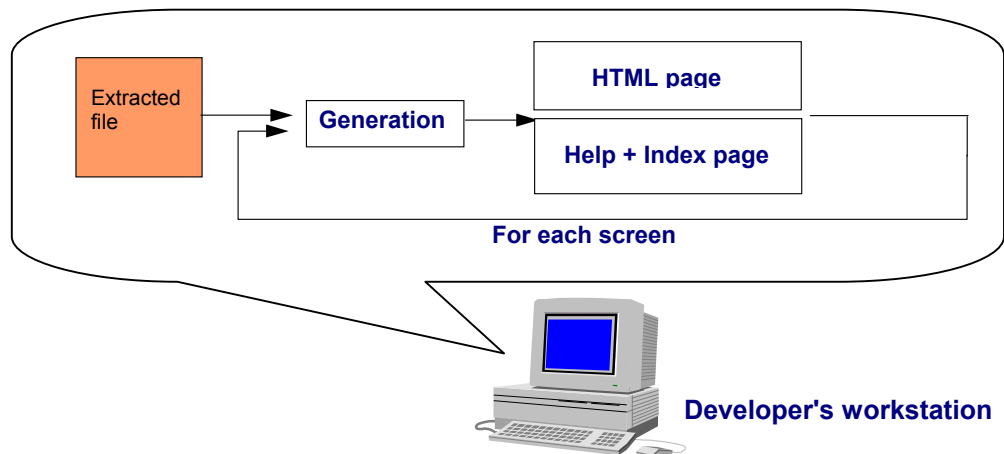 Extracted
file
Generation
HTML page
Help + Index page
For each screen
Developer's workstation